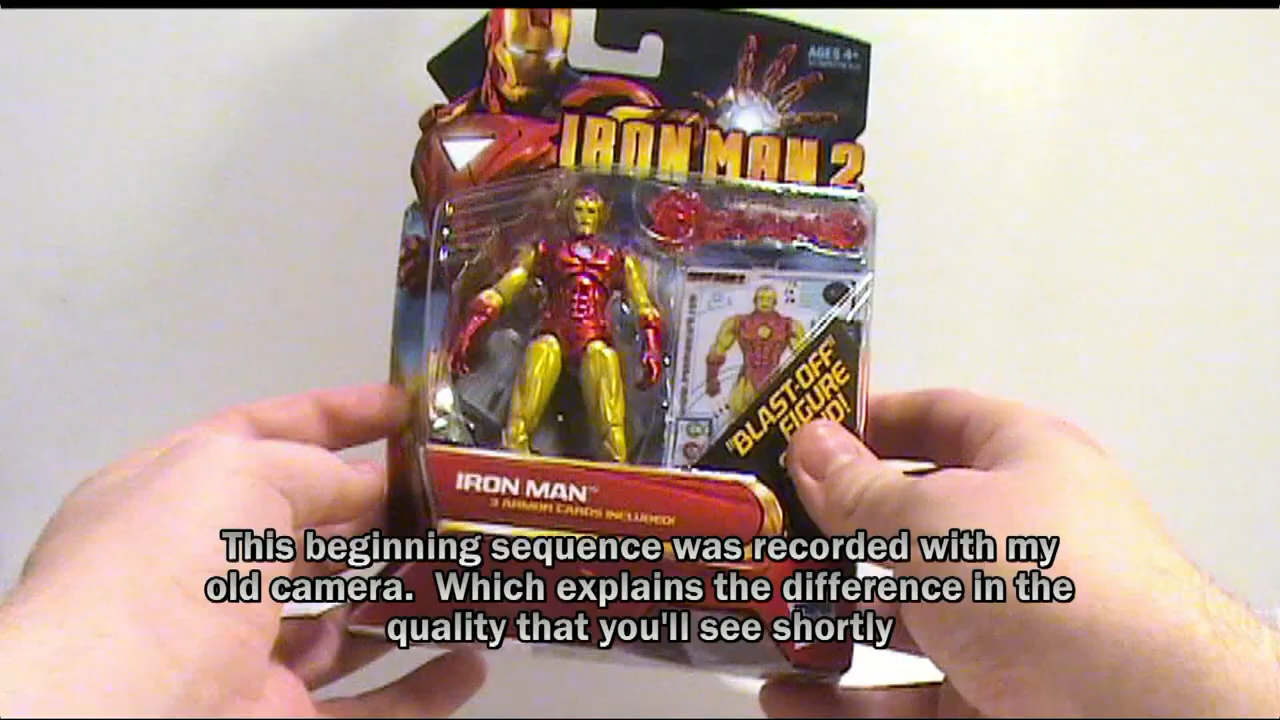 AGES 4+
IRON MAN 2
"BLAST-OFF"
FIGURE
IRON MAN™
3 ARMOR CARDS INCLUDED!
This beginning sequence was recorded with my
old camera.  Which explains the difference in the
quality that you'll see shortly